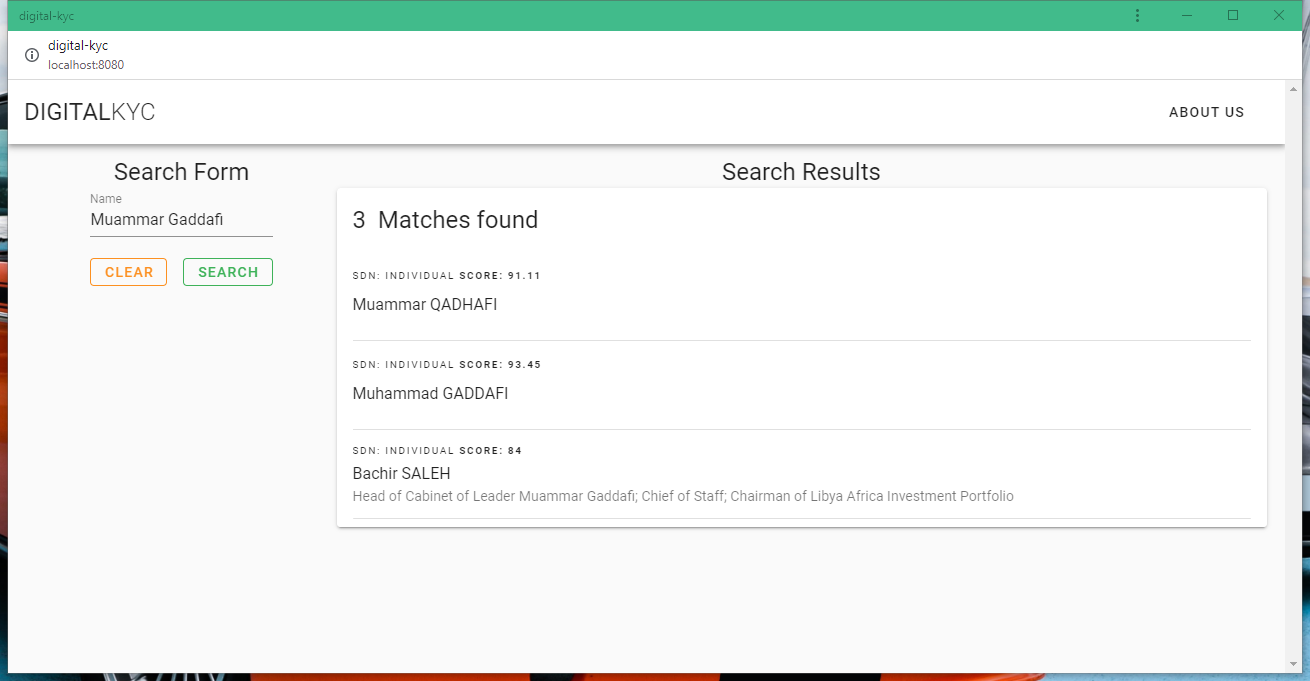 digital-kyc
digital-kyc
localhost:8080
DIGITALKYC
ABOUT US
Search Form
Name
Muammar Gaddafi
CLEAR
SEARCH
Search Results
3 Matches found
SDN: INDIVIDUAL SCORE: 91.11
Muammar QADHAFI
SDN: INDIVIDUAL SCORE: 93.45
Muhammad GADDAFI
SDN: INDIVIDUAL SCORE: 84
Bachir SALEH
Head of Cabinet of Leader Muammar Gaddafi; Chief of Staff; Chairman of Libya Africa Investment Portfolio